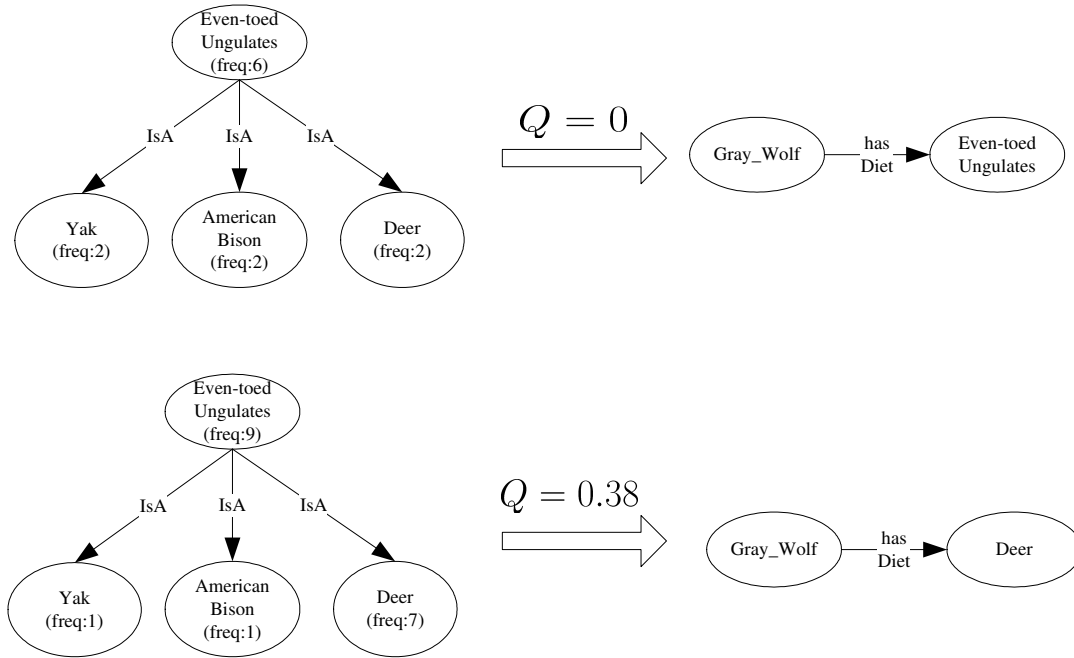 Even-toed
Ungulates
(freq:6)
IsA
IsA
IsA
Yak
(freq:2)
American
Bison
(freq:2)
Deer
(freq:2)
Q = 0
Gray_Wolf
has
Diet
Even-toed
Ungulates
Even-toed
Ungulates
(freq:9)
IsA
IsA
IsA
Yak
(freq:1)
American
Bison
(freq:1)
Deer
(freq:7)
Q = 0.38
Gray_Wolf
has
Diet
Deer